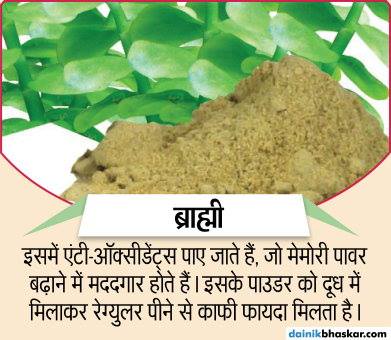 ब्राह्मी
इसमें एंटी-ऑक्सीडेंट्स पाए जाते हैं, जो मेमोरी पावर
बढ़ाने में मददगार होते हैं। इसके पाउडर को दूध में
मिलाकर रेग्युलर पीने से काफी फायदा मिलता है।
dainikbhaskar.com